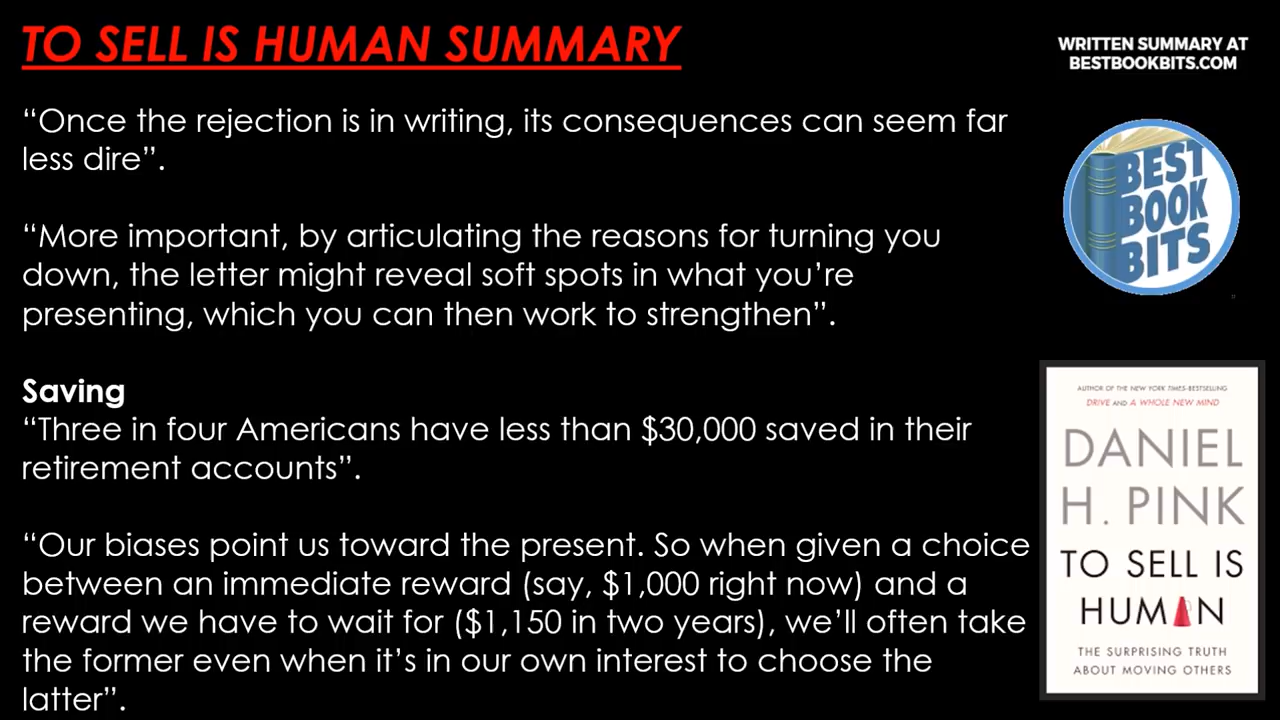 TO SELL IS HUMAN SUMMARY
WRITTEN SUMMARY AT
BESTBOOKBITS.COM
“Once the rejection is in writing, its consequences can seem far
less dire”.
“More important, by articulating the reasons for turning you
down, the letter might reveal soft spots in what you’re
presenting, which you can then work to strengthen”.
Saving
“Three in four Americans have less than $30,000 saved in their
retirement accounts”.
“Our biases point us toward the present. So when given a choice
between an immediate reward (say, $1,000 right now) and a
reward we have to wait for ($1,150 in two years), we’ll often take
the former even when it’s in our own interest to choose the
latter”.
BEST
BOOK
BITS
AUTHOR OF THE NEW YORK TIMES-BESTSELLING
DRIVE AND A WHOLE NEW MIND
DANIEL
H. PINK
TO SELL IS
HUMAN
THE SURPRISING TRUTH
ABOUT MOVING OTHERS